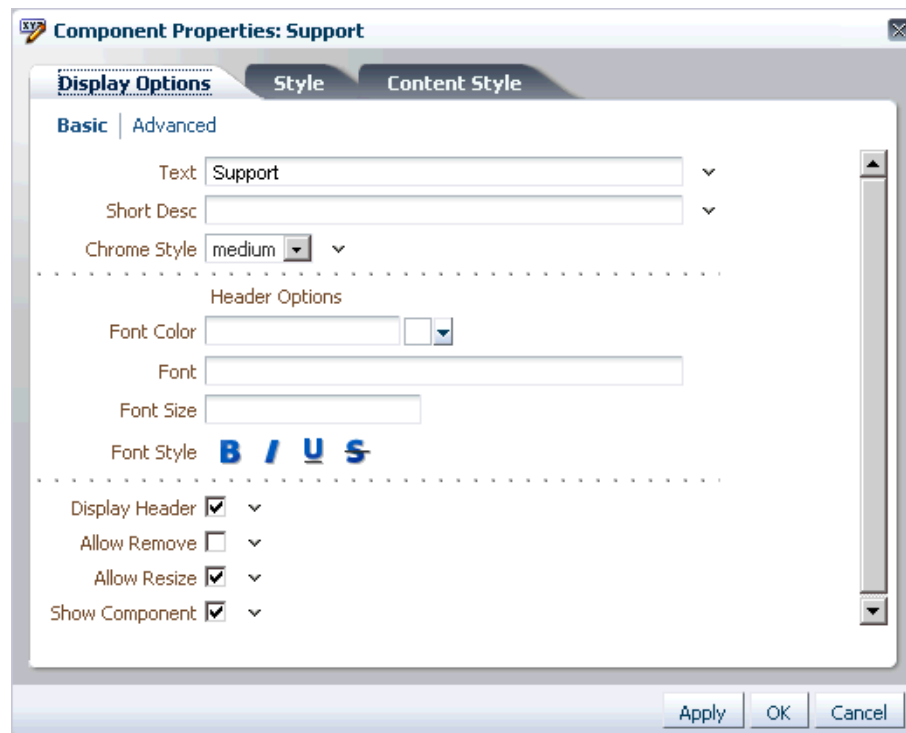 Component Properties: Support
Display Options Style Content Style
Basic Advanced
Text Support
Short Desc
Chrome Style medium
Header Options
Font Color
Font
Font Size
Font Style B I U S
Display Header
Allow Remove
Allow Resize
Show Component
Apply OK Cancel